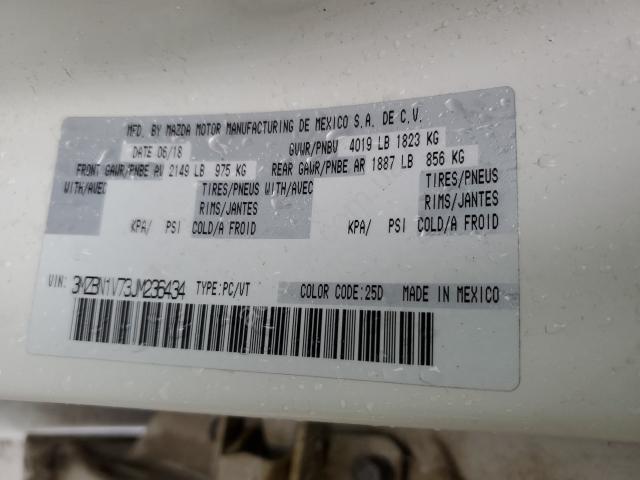 MFD. BY MAZDA MOTOR MANUFACTURING DE MEXICO S.A. DE C.V.
DATE 06/18 GVWR/PNBV 4019 LB 1823 KG
FRONT GAWR/PNBE AV 2149 LB 975 KG REAR GAWR/PNBE AR 1887 LB 856 KG
WITH/AVEC TIRES/PNEUS WITH/AVEC TIRES/PNEUS
RIMS/JANTES RIMS/JANTES
KPA/ PSI COLD/A FROID KPA/ PSI COLD/A FROID
VIN: 3MZBN1V73JM236434 TYPE:PC/VT COLOR CODE:25D MADE IN MEXICO